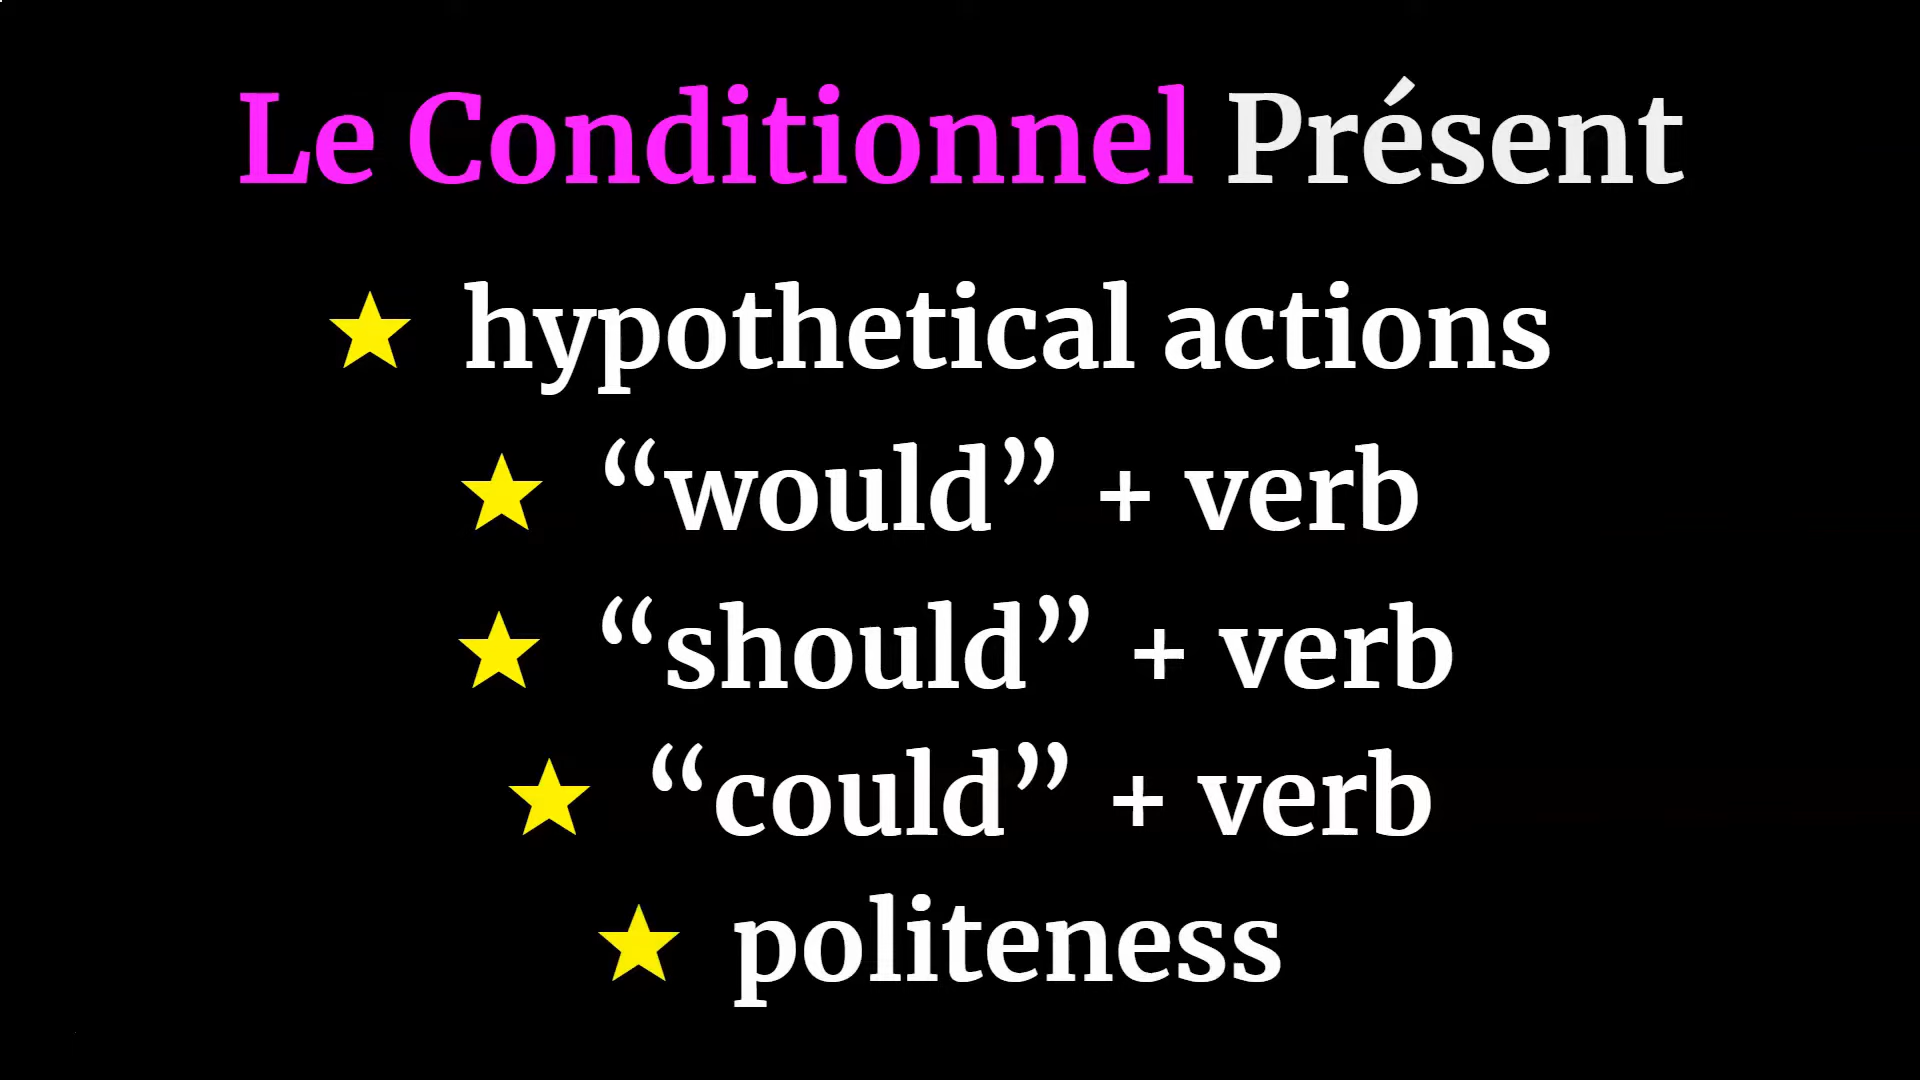 Le Conditionnel Présent
★ hypothetical actions
★ “would” + verb
★ “should” + verb
★ “could” + verb
★ politeness